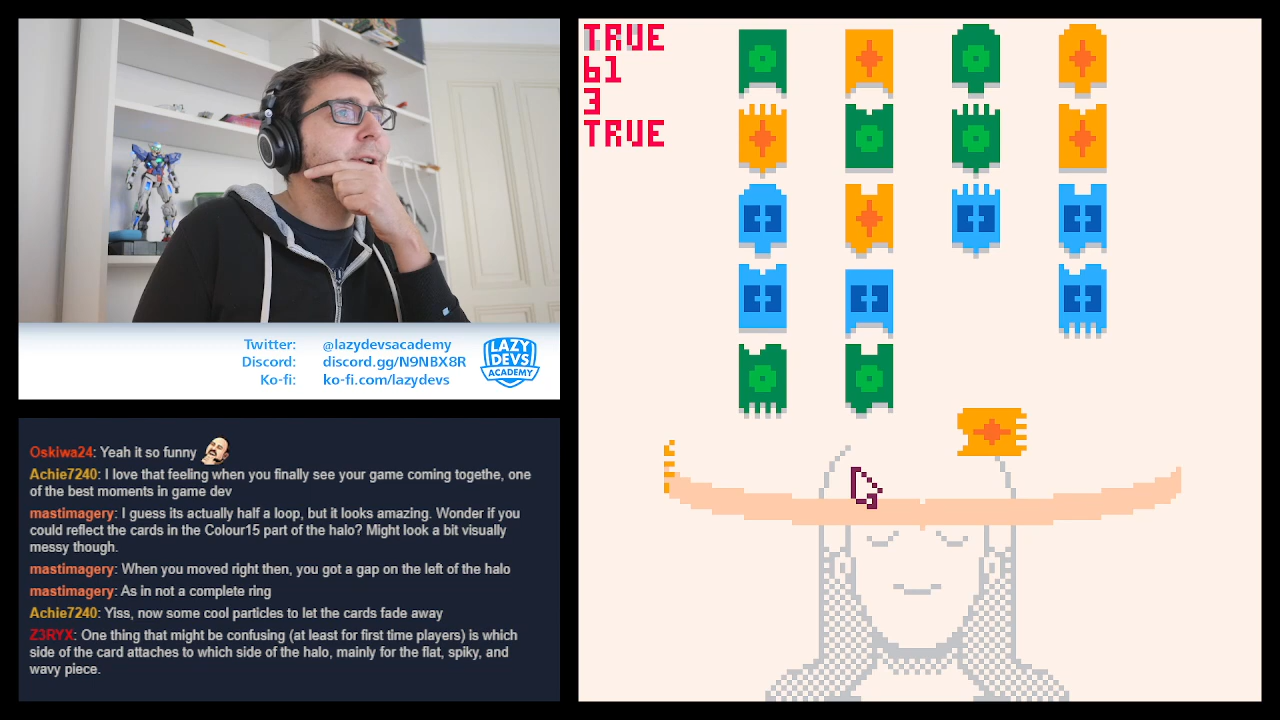 TRUE
61
3
TRUE
Twitter: @lazydevsacademy
Discord: discord.gg/N9NBX8R
Ko-fi: ko-fi.com/lazydevs
LAZY
DEVS
ACADEMY
Oskiwa24: Yeah it so funny
Achie7240: I love that feeling when you finally see your game coming togethe, one
of the best moments in game dev
mastimagery: I guess its actually half a loop, but it looks amazing. Wonder if you
could reflect the cards in the Colour15 part of the halo? Might look a bit visually
messy though.
mastimagery: When you moved right then, you got a gap on the left of the halo
mastimagery: As in not a complete ring
Achie7240: Yiss, now some cool particles to let the cards fade away
Z3RYX: One thing that might be confusing (at least for first time players) is which
side of the card attaches to which side of the halo, mainly for the flat, spiky, and
wavy piece.